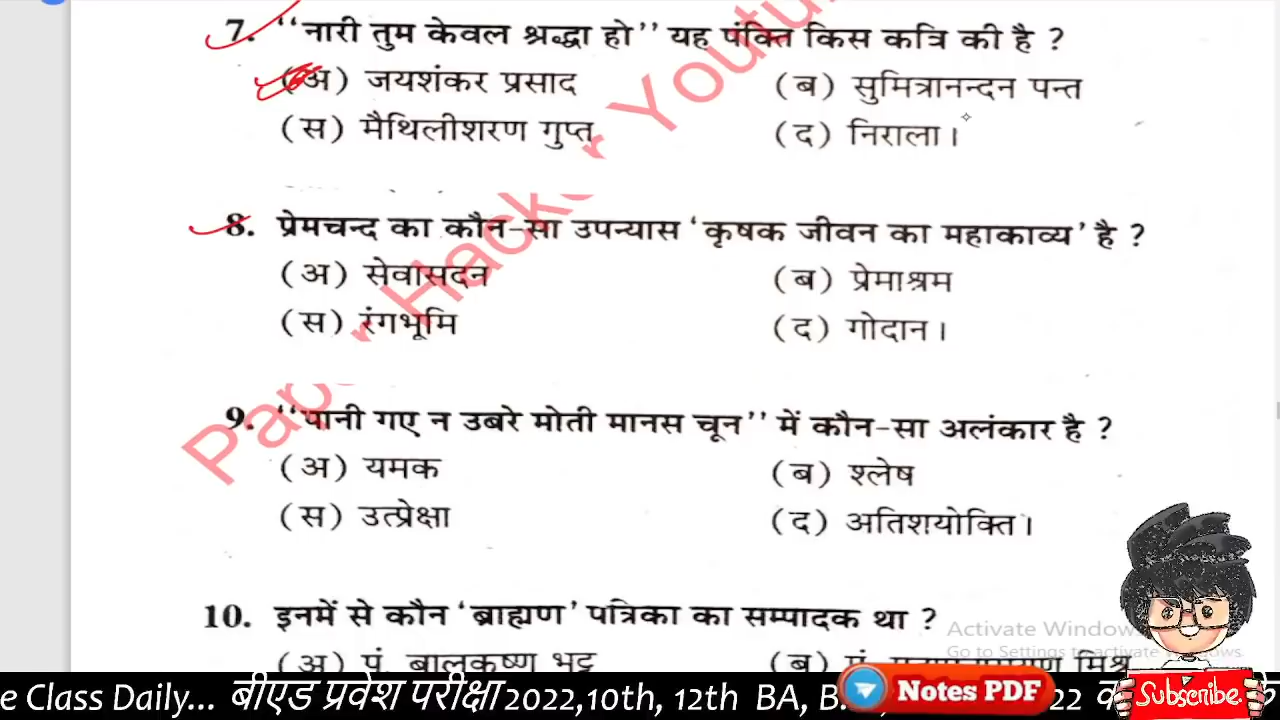 7. ‘‘नारी तुम केवल श्रद्धा हो’’ यह पंक्ति किस कवि की है ?
(अ) जयशंकर प्रसाद (ब) सुमित्रानन्दन पन्त
(स) मैथिलीशरण गुप्त (द) निराला।
8. प्रेमचन्द का कौन-सा उपन्यास ‘कृषक जीवन का महाकाव्य’ है ?
(अ) सेवासदन (ब) प्रेमाश्रम
(स) रंगभूमि (द) गोदान।
9. ‘‘पानी गए न उबरे मोती मानस चून’’ में कौन-सा अलंकार है ?
(अ) यमक (ब) श्लेष
(स) उत्प्रेक्षा (द) अतिशयोक्ति।
10. इनमें से कौन ‘ब्राह्मण’ पत्रिका का सम्पादक था ?
(अ) पं. बालकृष्ण भट्ट (ब) पं. मिश्र
Activate Windows
Go to Settings to activate Windows.
e Class Daily... बीएड प्रवेश परीक्षा 2022,10th, 12th BA, B. 22
Notes PDF
Subscribe